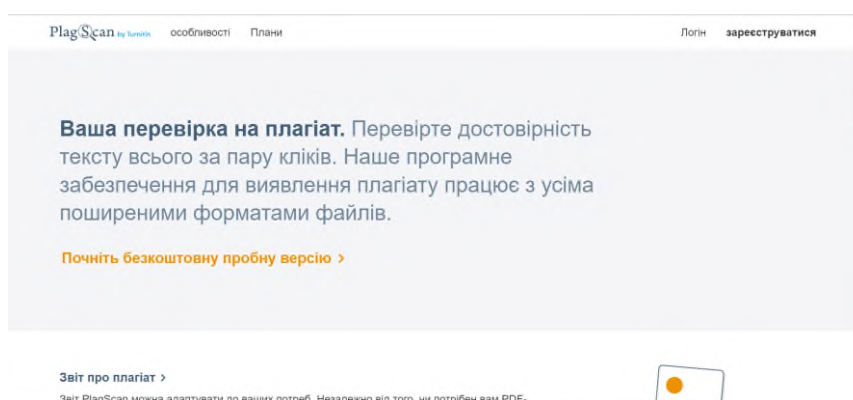 PlagScan by Turnitin особливості Плани Логін зареєструватися
Ваша перевірка на плагіат. Перевірте достовірність
тексту всього за пару кліків. Наше програмне
забезпечення для виявлення плагіату працює з усіма
поширеними форматами файлів.
Почніть безкоштовну пробну версію >
Звіт про плагіат >
Звіт PlagScan можна адаптувати до ваших потреб. Незалежно від того, чи потрібен вам PDF-